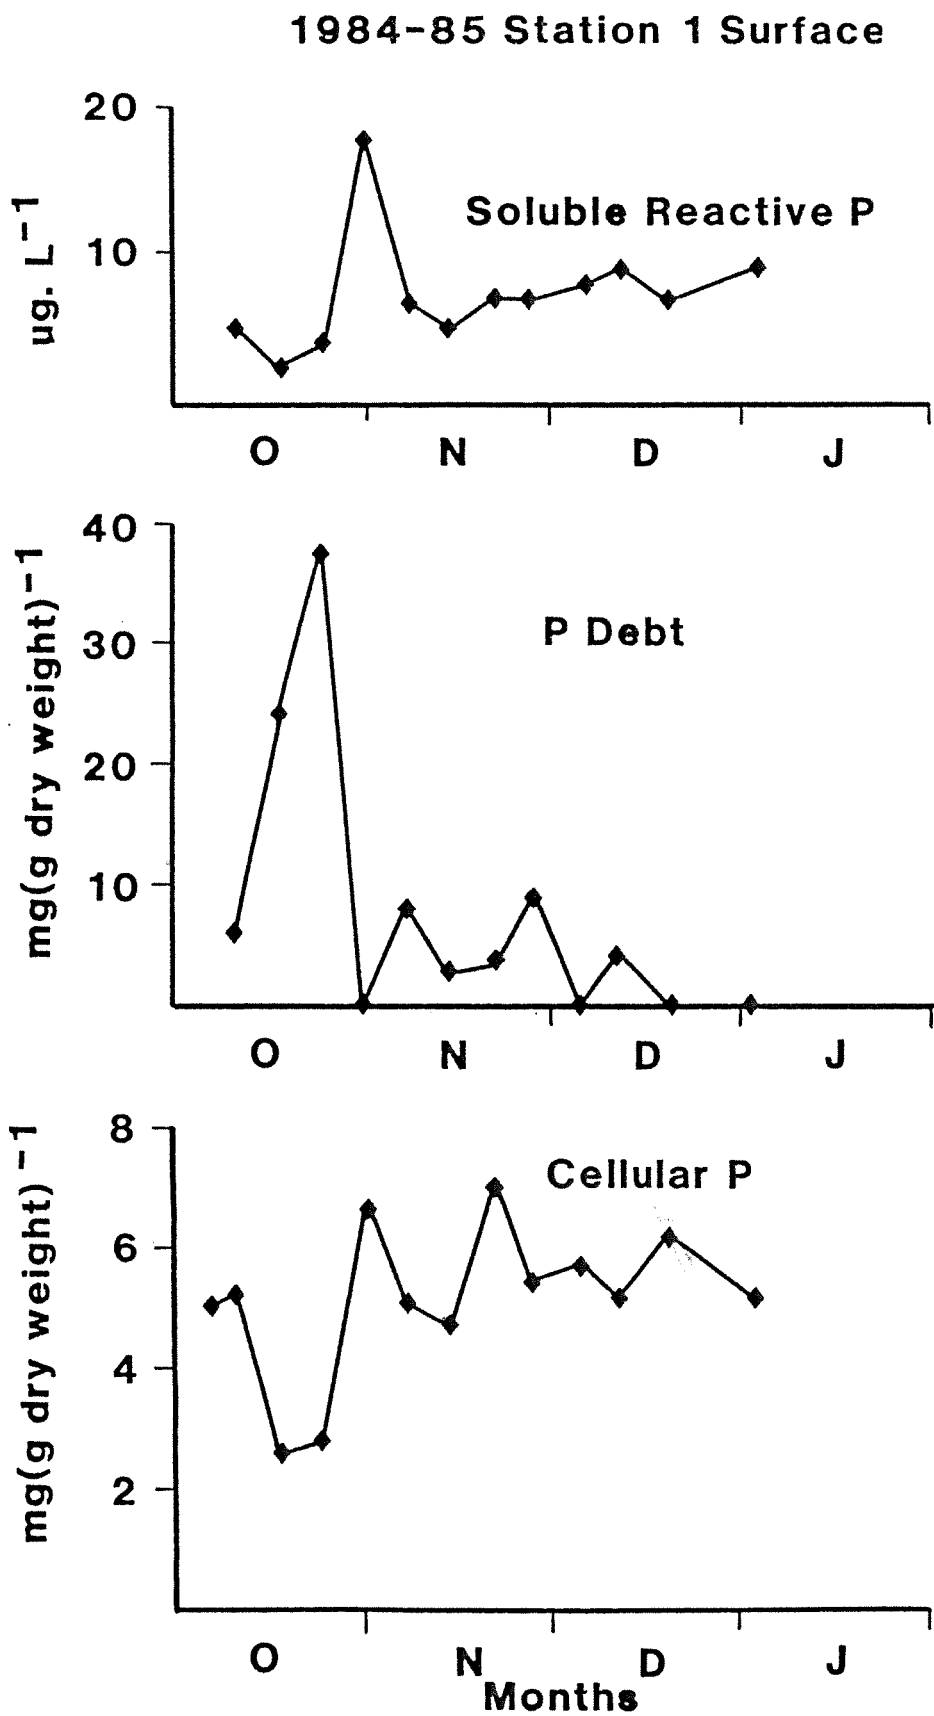 1984-85 Station 1 Surface
20
10
ug. L⁻¹
Soluble Reactive P
O N D J
40
30
20
10
mg(g dry weight)⁻¹
P Debt
O N D J
8
6
4
2
mg(g dry weight)⁻¹
Cellular P
O N D J
Months